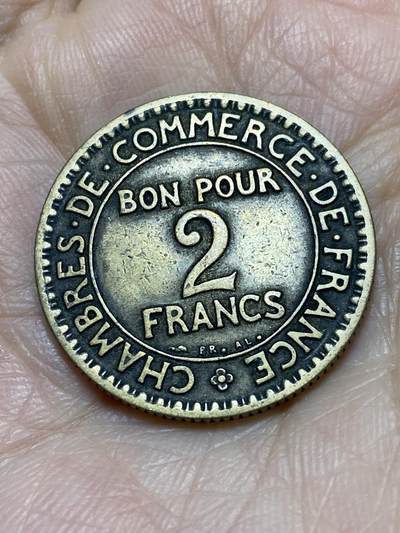 CHAMBRES·DE·COMMERCE·DE·FRANCE
BON POUR
2
FRANCS